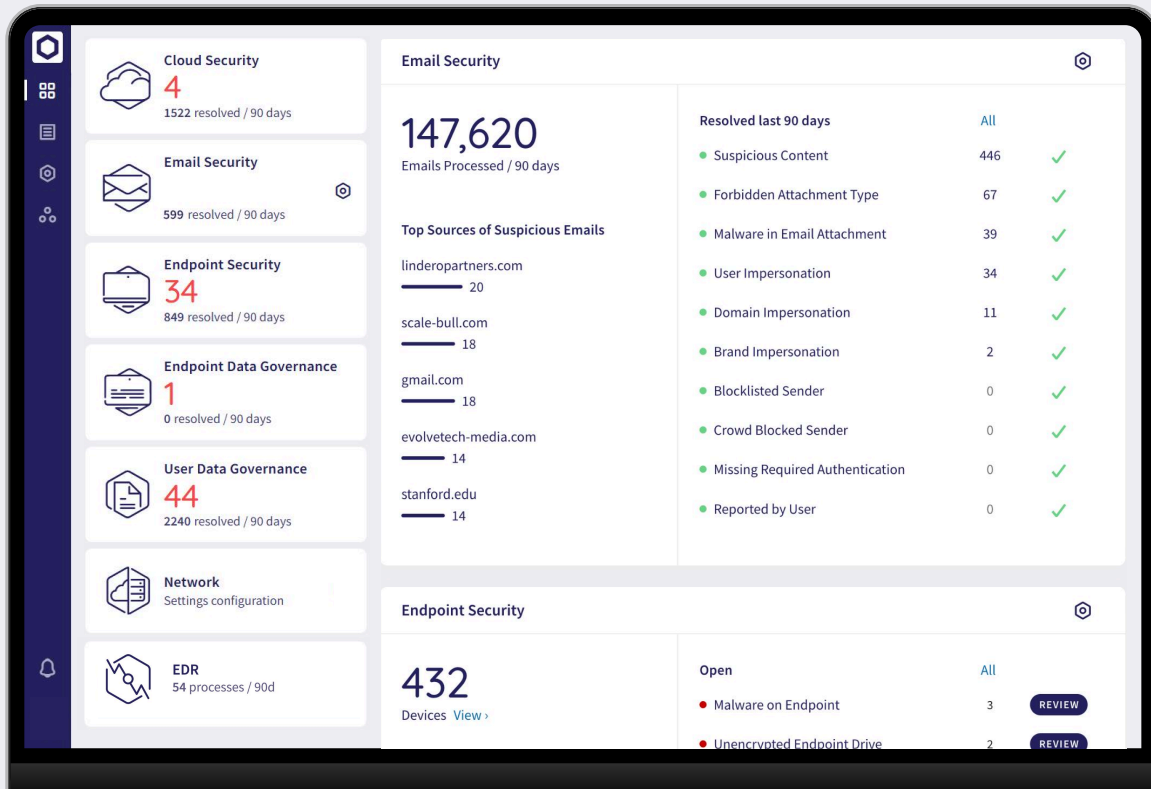 Cloud Security
4
1522 resolved / 90 days
Email Security
599 resolved / 90 days
Endpoint Security
34
849 resolved / 90 days
Endpoint Data Governance
1
0 resolved / 90 days
User Data Governance
44
2240 resolved / 90 days
Network
Settings configuration
EDR
54 processes / 90d
Email Security
147,620
Emails Processed / 90 days
Top Sources of Suspicious Emails
linderopartners.com
20
scale-bull.com
18
gmail.com
18
evolvetech-media.com
14
stanford.edu
14
Resolved last 90 days All
Suspicious Content 446
Forbidden Attachment Type 67
Malware in Email Attachment 39
User Impersonation 34
Domain Impersonation 11
Brand Impersonation 2
Blocklisted Sender 0
Crowd Blocked Sender 0
Missing Required Authentication 0
Reported by User 0
Endpoint Security
432
Devices View ›
Open All
Malware on Endpoint 3 REVIEW
Unencrypted Endpoint Drive 2 REVIEW